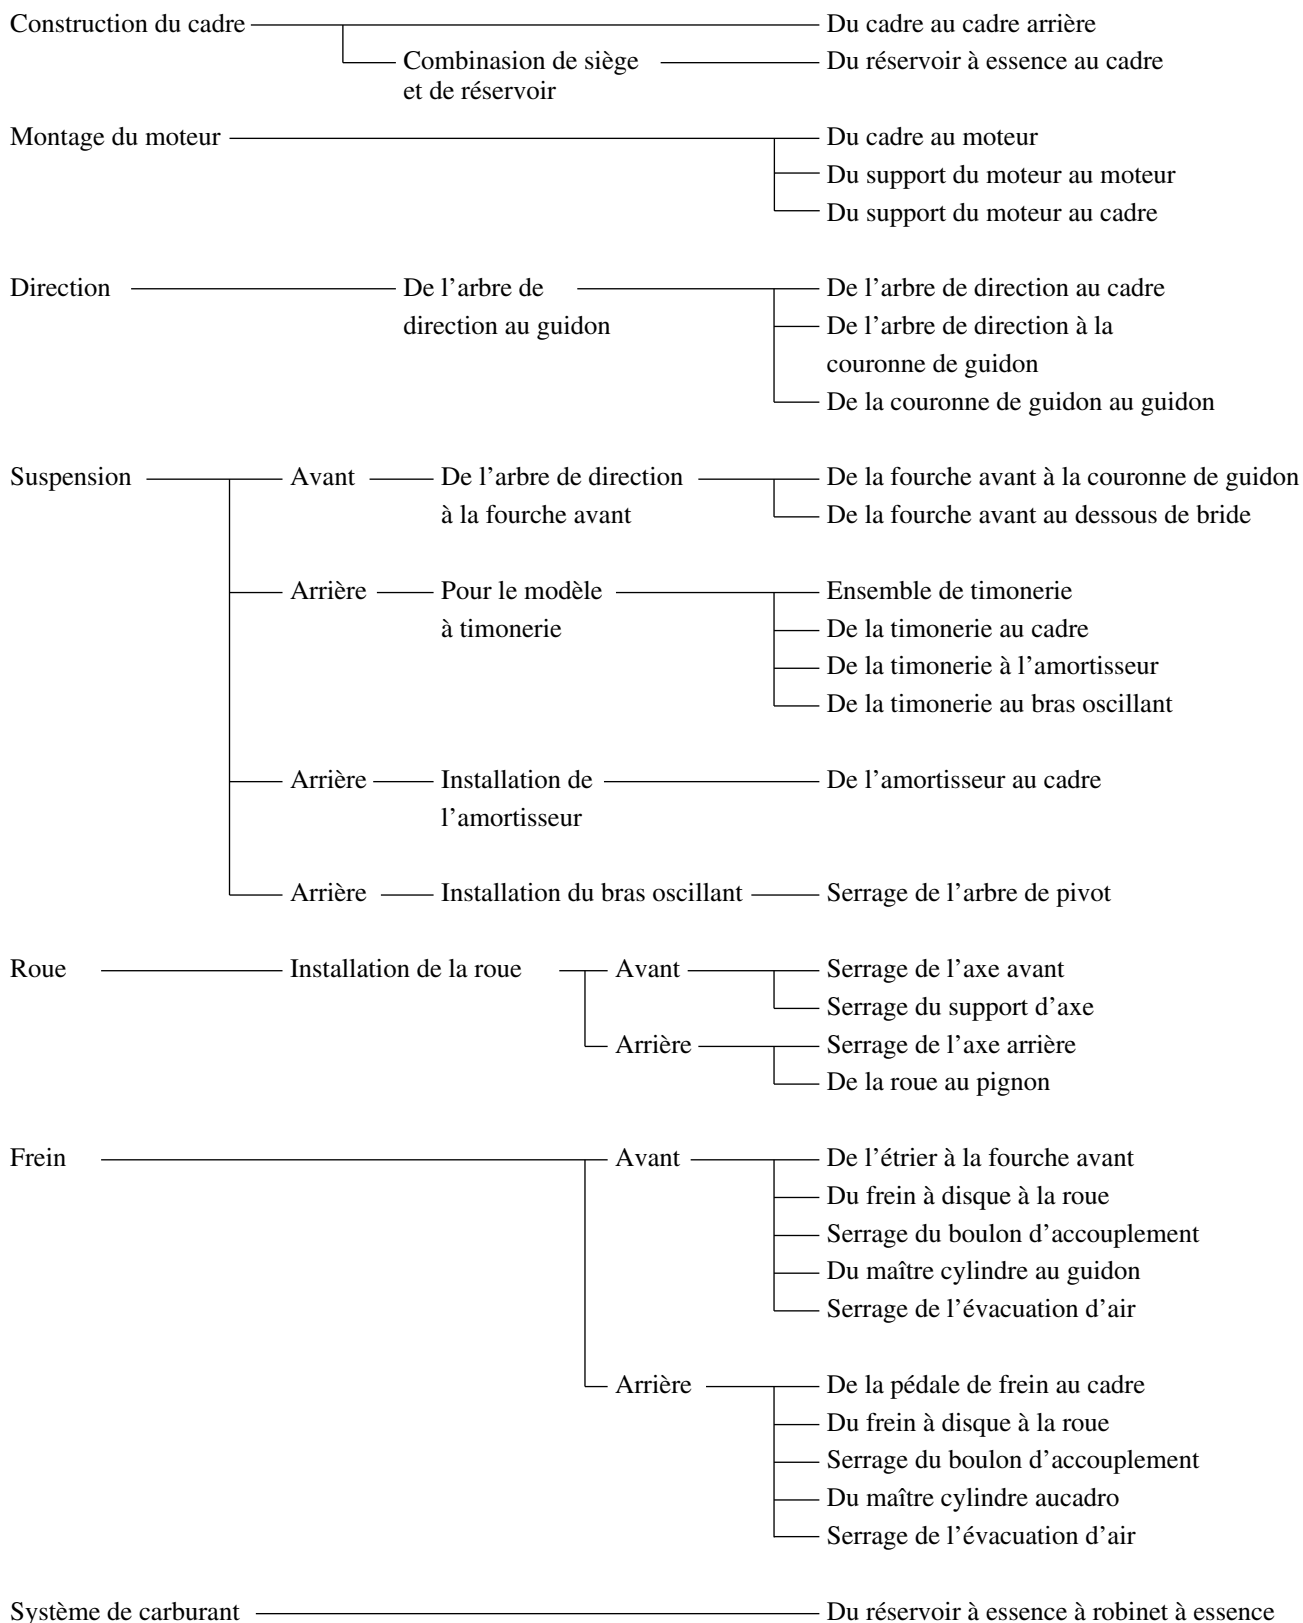 Construction du cadre
Du cadre au cadre arrière
Combinasion de siège
et de réservoir
Du réservoir à essence au cadre
Montage du moteur
Du cadre au moteur
Du support du moteur au moteur
Du support du moteur au cadre
Direction
De l'arbre de
direction au guidon
De l'arbre de direction au cadre
De l'arbre de direction à la
couronne de guidon
De la couronne de guidon au guidon
Suspension
Avant
De l'arbre de direction
à la fourche avant
De la fourche avant à la couronne de guidon
De la fourche avant au dessous de bride
Arrière
Pour le modèle
à timonerie
Ensemble de timonerie
De la timonerie au cadre
De la timonerie à l'amortisseur
De la timonerie au bras oscillant
Arrière
Installation de
l'amortisseur
De l'amortisseur au cadre
Arrière
Installation du bras oscillant
Serrage de l'arbre de pivot
Roue
Installation de la roue
Avant
Serrage de l'axe avant
Serrage du support d'axe
Arrière
Serrage de l'axe arrière
De la roue au pignon
Frein
Avant
De l'étrier à la fourche avant
Du frein à disque à la roue
Serrage du boulon d'accouplement
Du maître cylindre au guidon
Serrage de l'évacuation d'air
Arrière
De la pédale de frein au cadre
Du frein à disque à la roue
Serrage du boulon d'accouplement
Du maître cylindre aucadro
Serrage de l'évacuation d'air
Système de carburant
Du réservoir à essence à robinet à essence